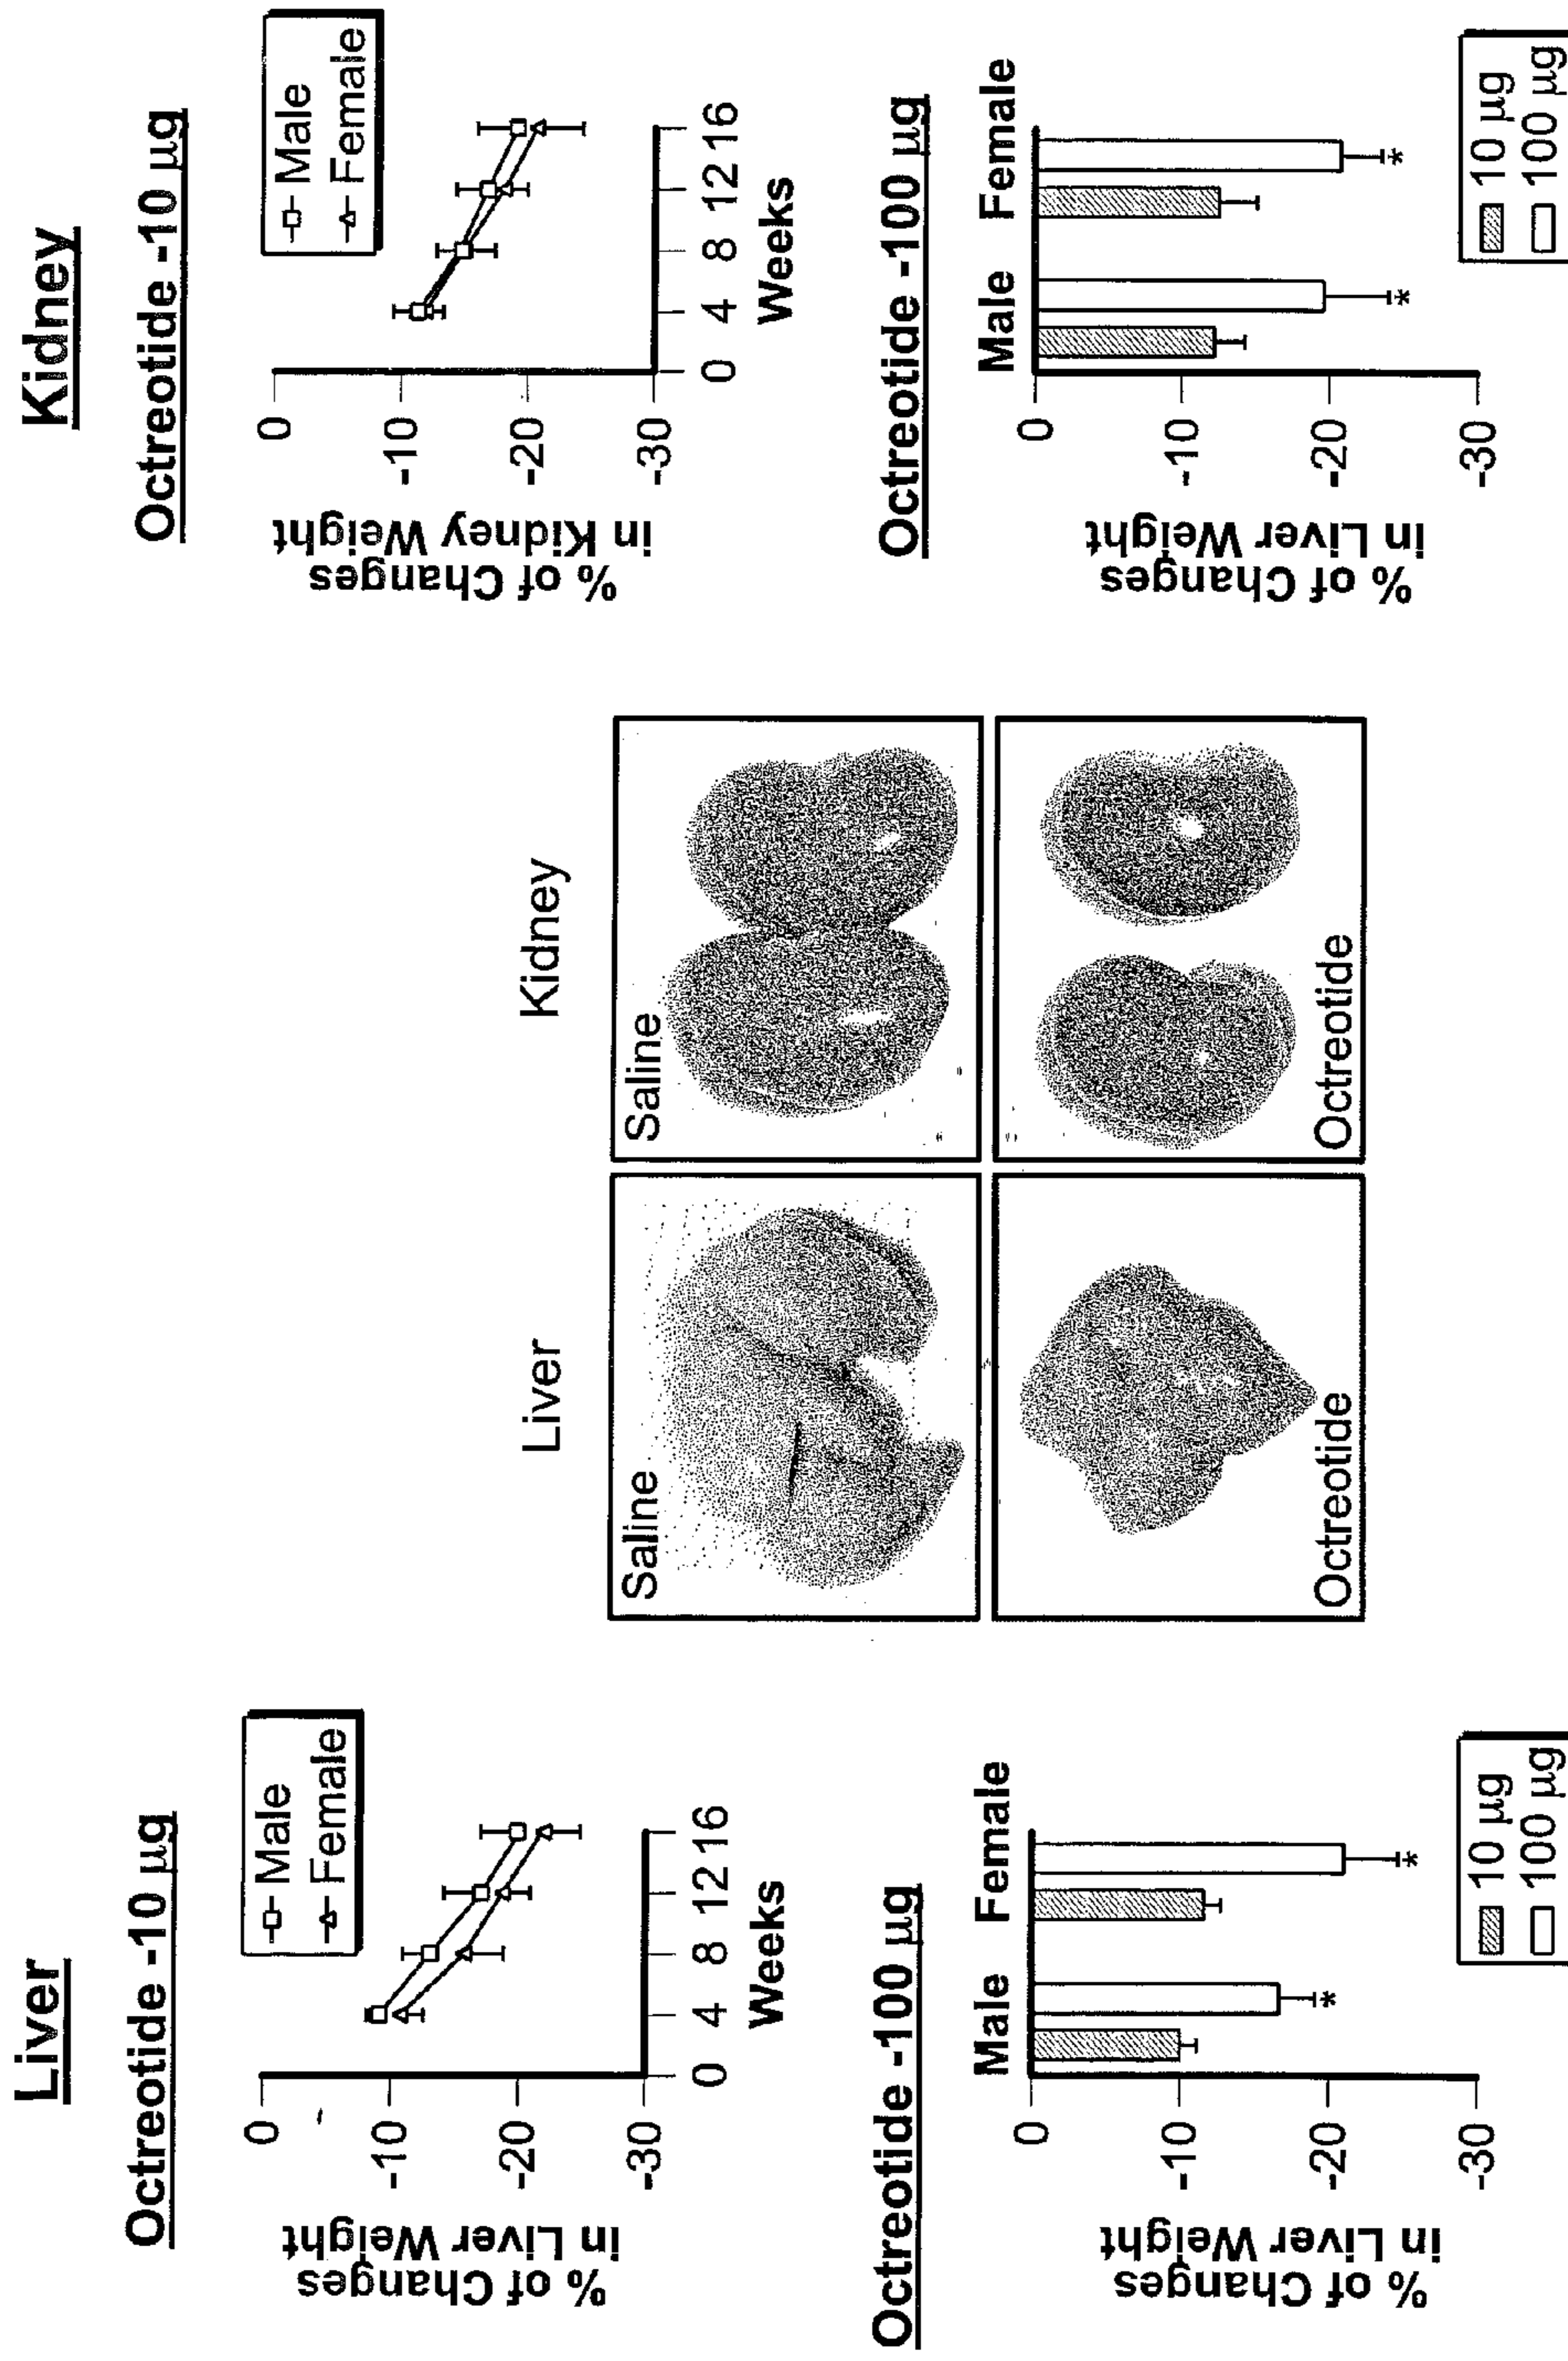 Liver
Octreotide -10 µg
Male
Female
0
-10
-20
-30
% of Changes
in Liver Weight
0 4 8 12 16
Weeks
Octreotide -100 µg
Male Female
0
-10
-20
-30
% of Changes
in Liver Weight
*
*
10 µg
100 µg
Liver
Kidney
Saline
Saline
Octreotide
Octreotide
Kidney
Octreotide -10 µg
Male
Female
0
-10
-20
-30
% of Changes
in Kidney Weight
0 4 8 12 16
Weeks
Octreotide -100 µg
Male Female
0
-10
-20
-30
% of Changes
in Liver Weight
*
*
10 µg
100 µg